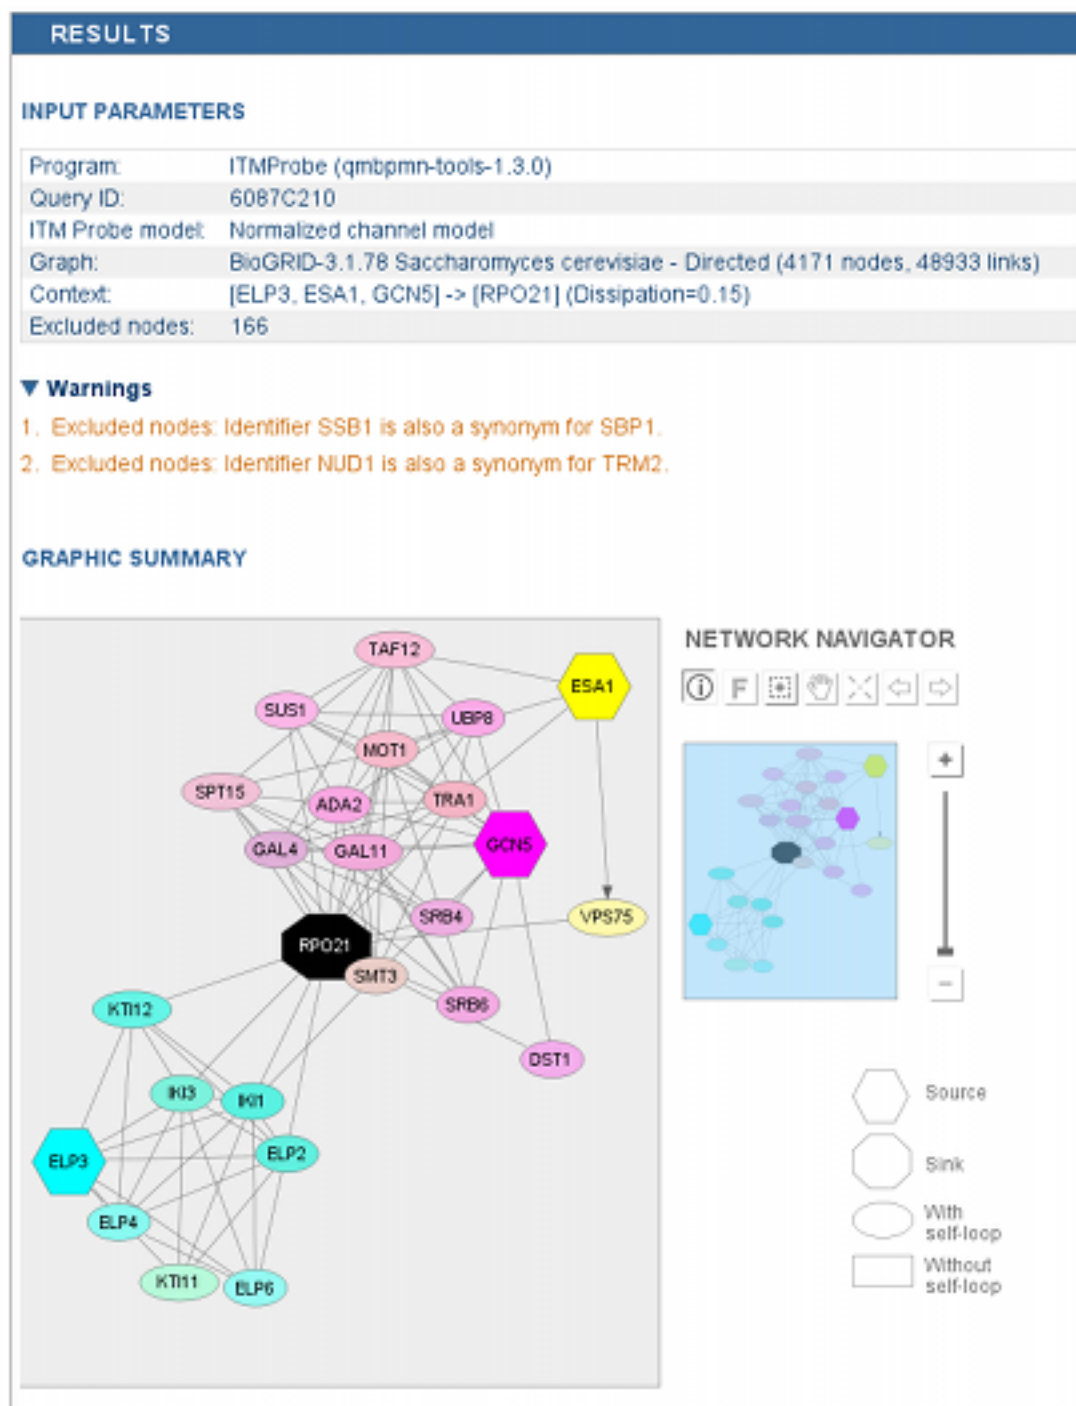 RESULTS
INPUT PARAMETERS
Program: ITMProbe (qmbpmn-tools-1.3.0)
Query ID: 6087C210
ITM Probe model: Normalized channel model
Graph: BioGRID-3.1.78 Saccharomyces cerevisiae - Directed (4171 nodes, 48933 links)
Context: [ELP3, ESA1, GCN5] -> [RPO21] (Dissipation=0.15)
Excluded nodes: 166
▼ Warnings
1. Excluded nodes: Identifier SSB1 is also a synonym for SBP1.
2. Excluded nodes: Identifier NUD1 is also a synonym for TRM2.
GRAPHIC SUMMARY
NETWORK NAVIGATOR
F
+
−
TAF12
ESA1
SUS1
UBP8
MOT1
SPT15
ADA2
TRA1
GAL4
GAL11
GCN5
SRB4
VPS75
RPO21
SMT3
SRB6
KTI12
DST1
IKI3
IKI1
ELP2
ELP3
ELP4
KTI11
ELP6
Source
Sink
With
self-loop
Without
self-loop